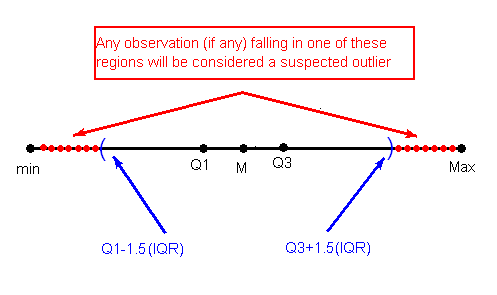 Any observation (if any) falling in one of these
regions will be considered a suspected outlier
min
Q1
M
Q3
Max
Q1-1.5(IQR)
Q3+1.5(IQR)